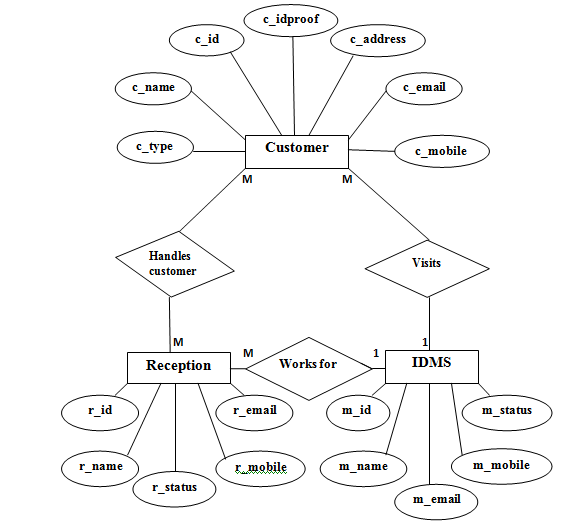 c_idproof
c_id
c_address
c_name
c_email
c_type
Customer
c_mobile
M
M
Handles
customer
Visits
M
1
M
1
Reception
Works for
IDMS
r_id
r_email
m_id
m_status
r_name
r_mobile
m_name
m_mobile
r_status
m_email